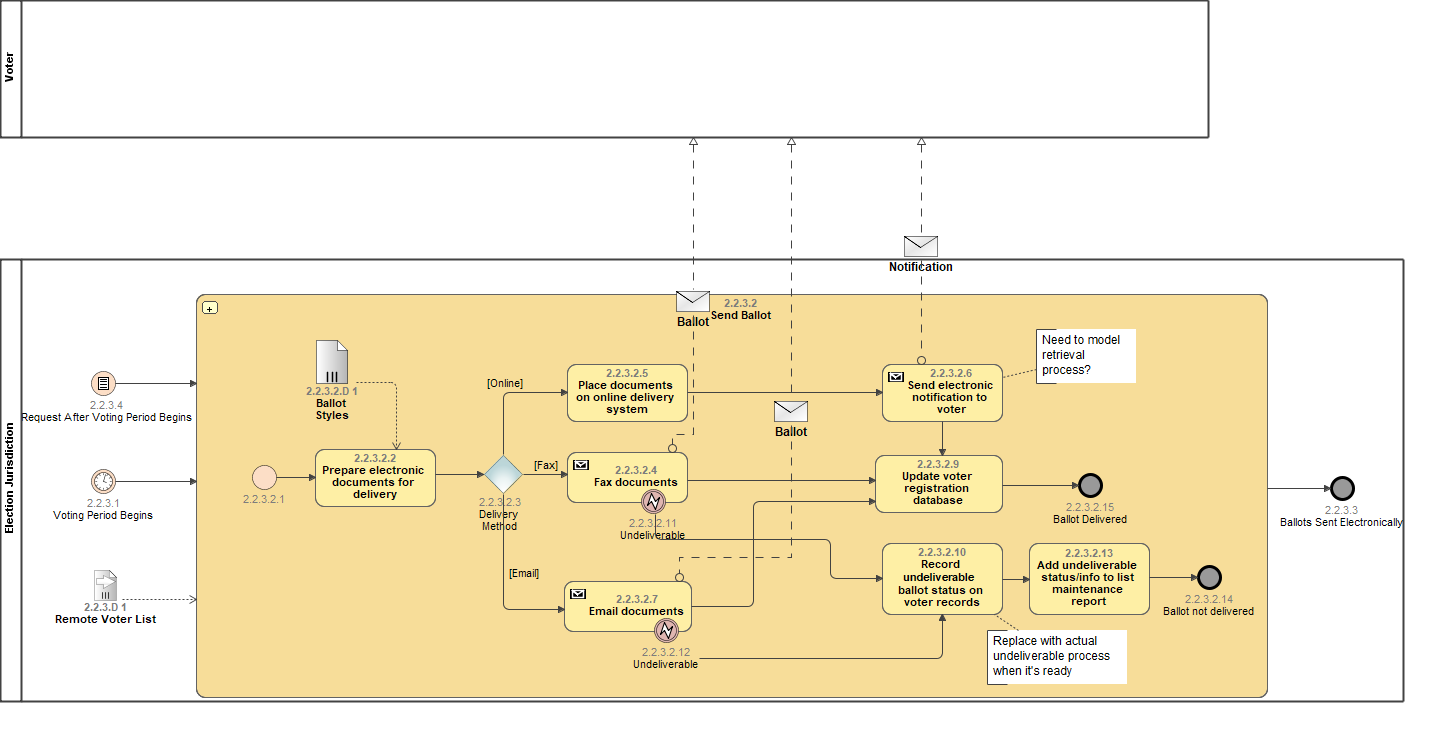 Voter
Election Jurisdiction
Notification
2.2.3.2
Send Ballot
Ballot
Need to model
retrieval
process?
2.2.3.4
Request After Voting Period Begins
2.2.3.1
Voting Period Begins
2.2.3.D 1
Remote Voter List
2.2.3.2.D 1
Ballot
Styles
2.2.3.2.1
2.2.3.2.2
Prepare electronic
documents for
delivery
2.2.3.2.3
Delivery
Method
[Online]
[Fax]
[Email]
2.2.3.2.5
Place documents
on online delivery
system
2.2.3.2.4
Fax documents
2.2.3.2.11
Undeliverable
2.2.3.2.7
Email documents
2.2.3.2.12
Undeliverable
Ballot
2.2.3.2.6
Send electronic
notification to
voter
2.2.3.2.9
Update voter
registration
database
2.2.3.2.15
Ballot Delivered
2.2.3.2.10
Record
undeliverable
ballot status on
voter records
2.2.3.2.13
Add undeliverable
status/info to list
maintenance
report
2.2.3.2.14
Ballot not delivered
Replace with actual
undeliverable process
when it's ready
2.2.3.3
Ballots Sent Electronically